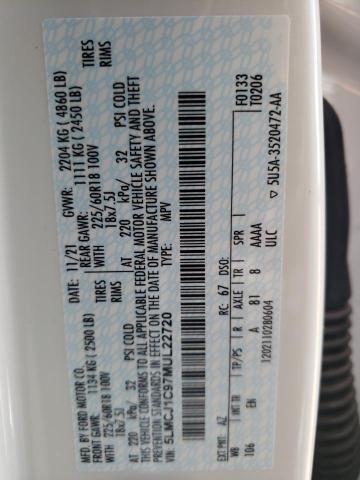 MFD. BY FORD MOTOR CO.
DATE: 11/21 GVWR: 2204 KG ( 4860 LB)
FRONT GAWR: 1134 KG (2500 LB) REAR GAWR: 1111 KG ( 2450 LB)
WITH 225/60R18 100V WITH 225/60R18 100V TIRES
18x7.5J 18x7.5J RIMS
AT 220 kPa/ 32 PSI COLD AT 220 kPa/ 32 PSI COLD
THIS VEHICLE CONFORMS TO ALL APPLICABLE FEDERAL MOTOR VEHICLE SAFETY AND THEFT
PREVENTION STANDARDS IN EFFECT ON THE DATE OF MANUFACTURE SHOWN ABOVE.
VIN: 5LMCJ1C97MUL22720
TYPE: MPV
F0133
T0206
EXT PNT: AZ RC: 67 DSO:
WB TP/PS R AXLE TR SPR
106 EN A 81 8 AAAA
ULC
1202110280604
▽ 5U5A-3520472-AA
TIRES
RIMS